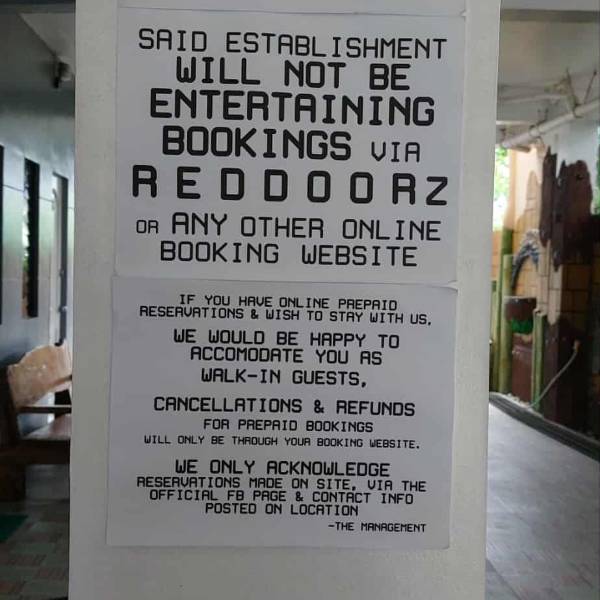 SAID ESTABLISHMENT
WILL NOT BE
ENTERTAINING
BOOKINGS VIA
REDDOORZ
OR ANY OTHER ONLINE
BOOKING WEBSITE
IF YOU HAVE ONLINE PREPAID
RESERVATIONS & WISH TO STAY WITH US,
WE WOULD BE HAPPY TO
ACCOMODATE YOU AS
WALK-IN GUESTS,
CANCELLATIONS & REFUNDS
FOR PREPAID BOOKINGS
WILL ONLY BE THROUGH YOUR BOOKING WEBSITE.
WE ONLY ACKNOWLEDGE
RESERVATIONS MADE ON SITE, VIA THE
OFFICIAL FB PAGE & CONTACT INFO
POSTED ON LOCATION
-THE MANAGEMENT